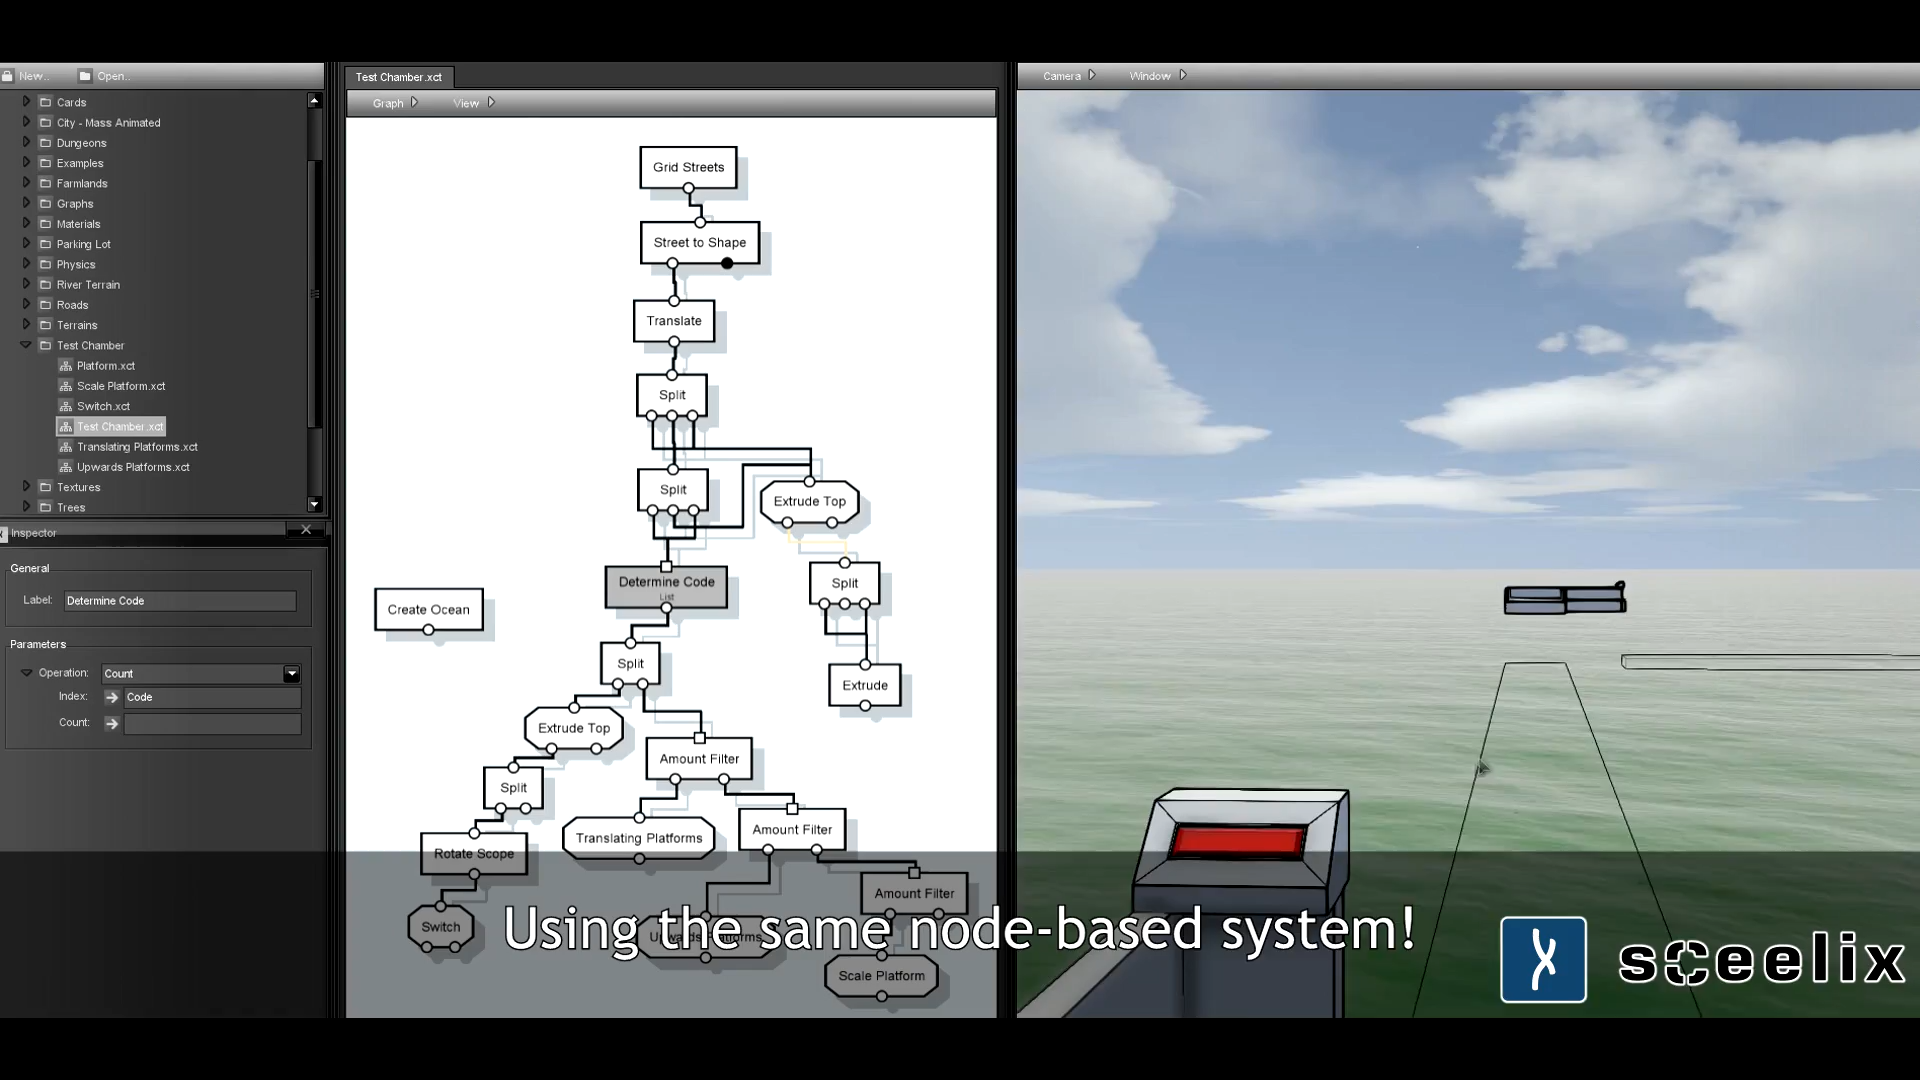 New..
Open..
Cards
City - Mass Animated
Dungeons
Examples
Farmlands
Graphs
Materials
Parking Lot
Physics
River Terrain
Roads
Terrains
Test Chamber
Platform.xct
Scale Platform.xct
Switch.xct
Test Chamber.xct
Translating Platforms.xct
Upwards Platforms.xct
Textures
Trees
Inspector
General
Label: Determine Code
Parameters
Operation: Count
Index: Code
Count:
Test Chamber.xct
Graph
View
Grid Streets
Street to Shape
Translate
Split
Split
Extrude Top
Determine Code
List
Split
Create Ocean
Split
Extrude
Extrude Top
Amount Filter
Split
Translating Platforms
Amount Filter
Rotate Scope
Amount Filter
Switch
Upwards Platforms
Scale Platform
Camera
Window
Using the same node-based system!
sceelix